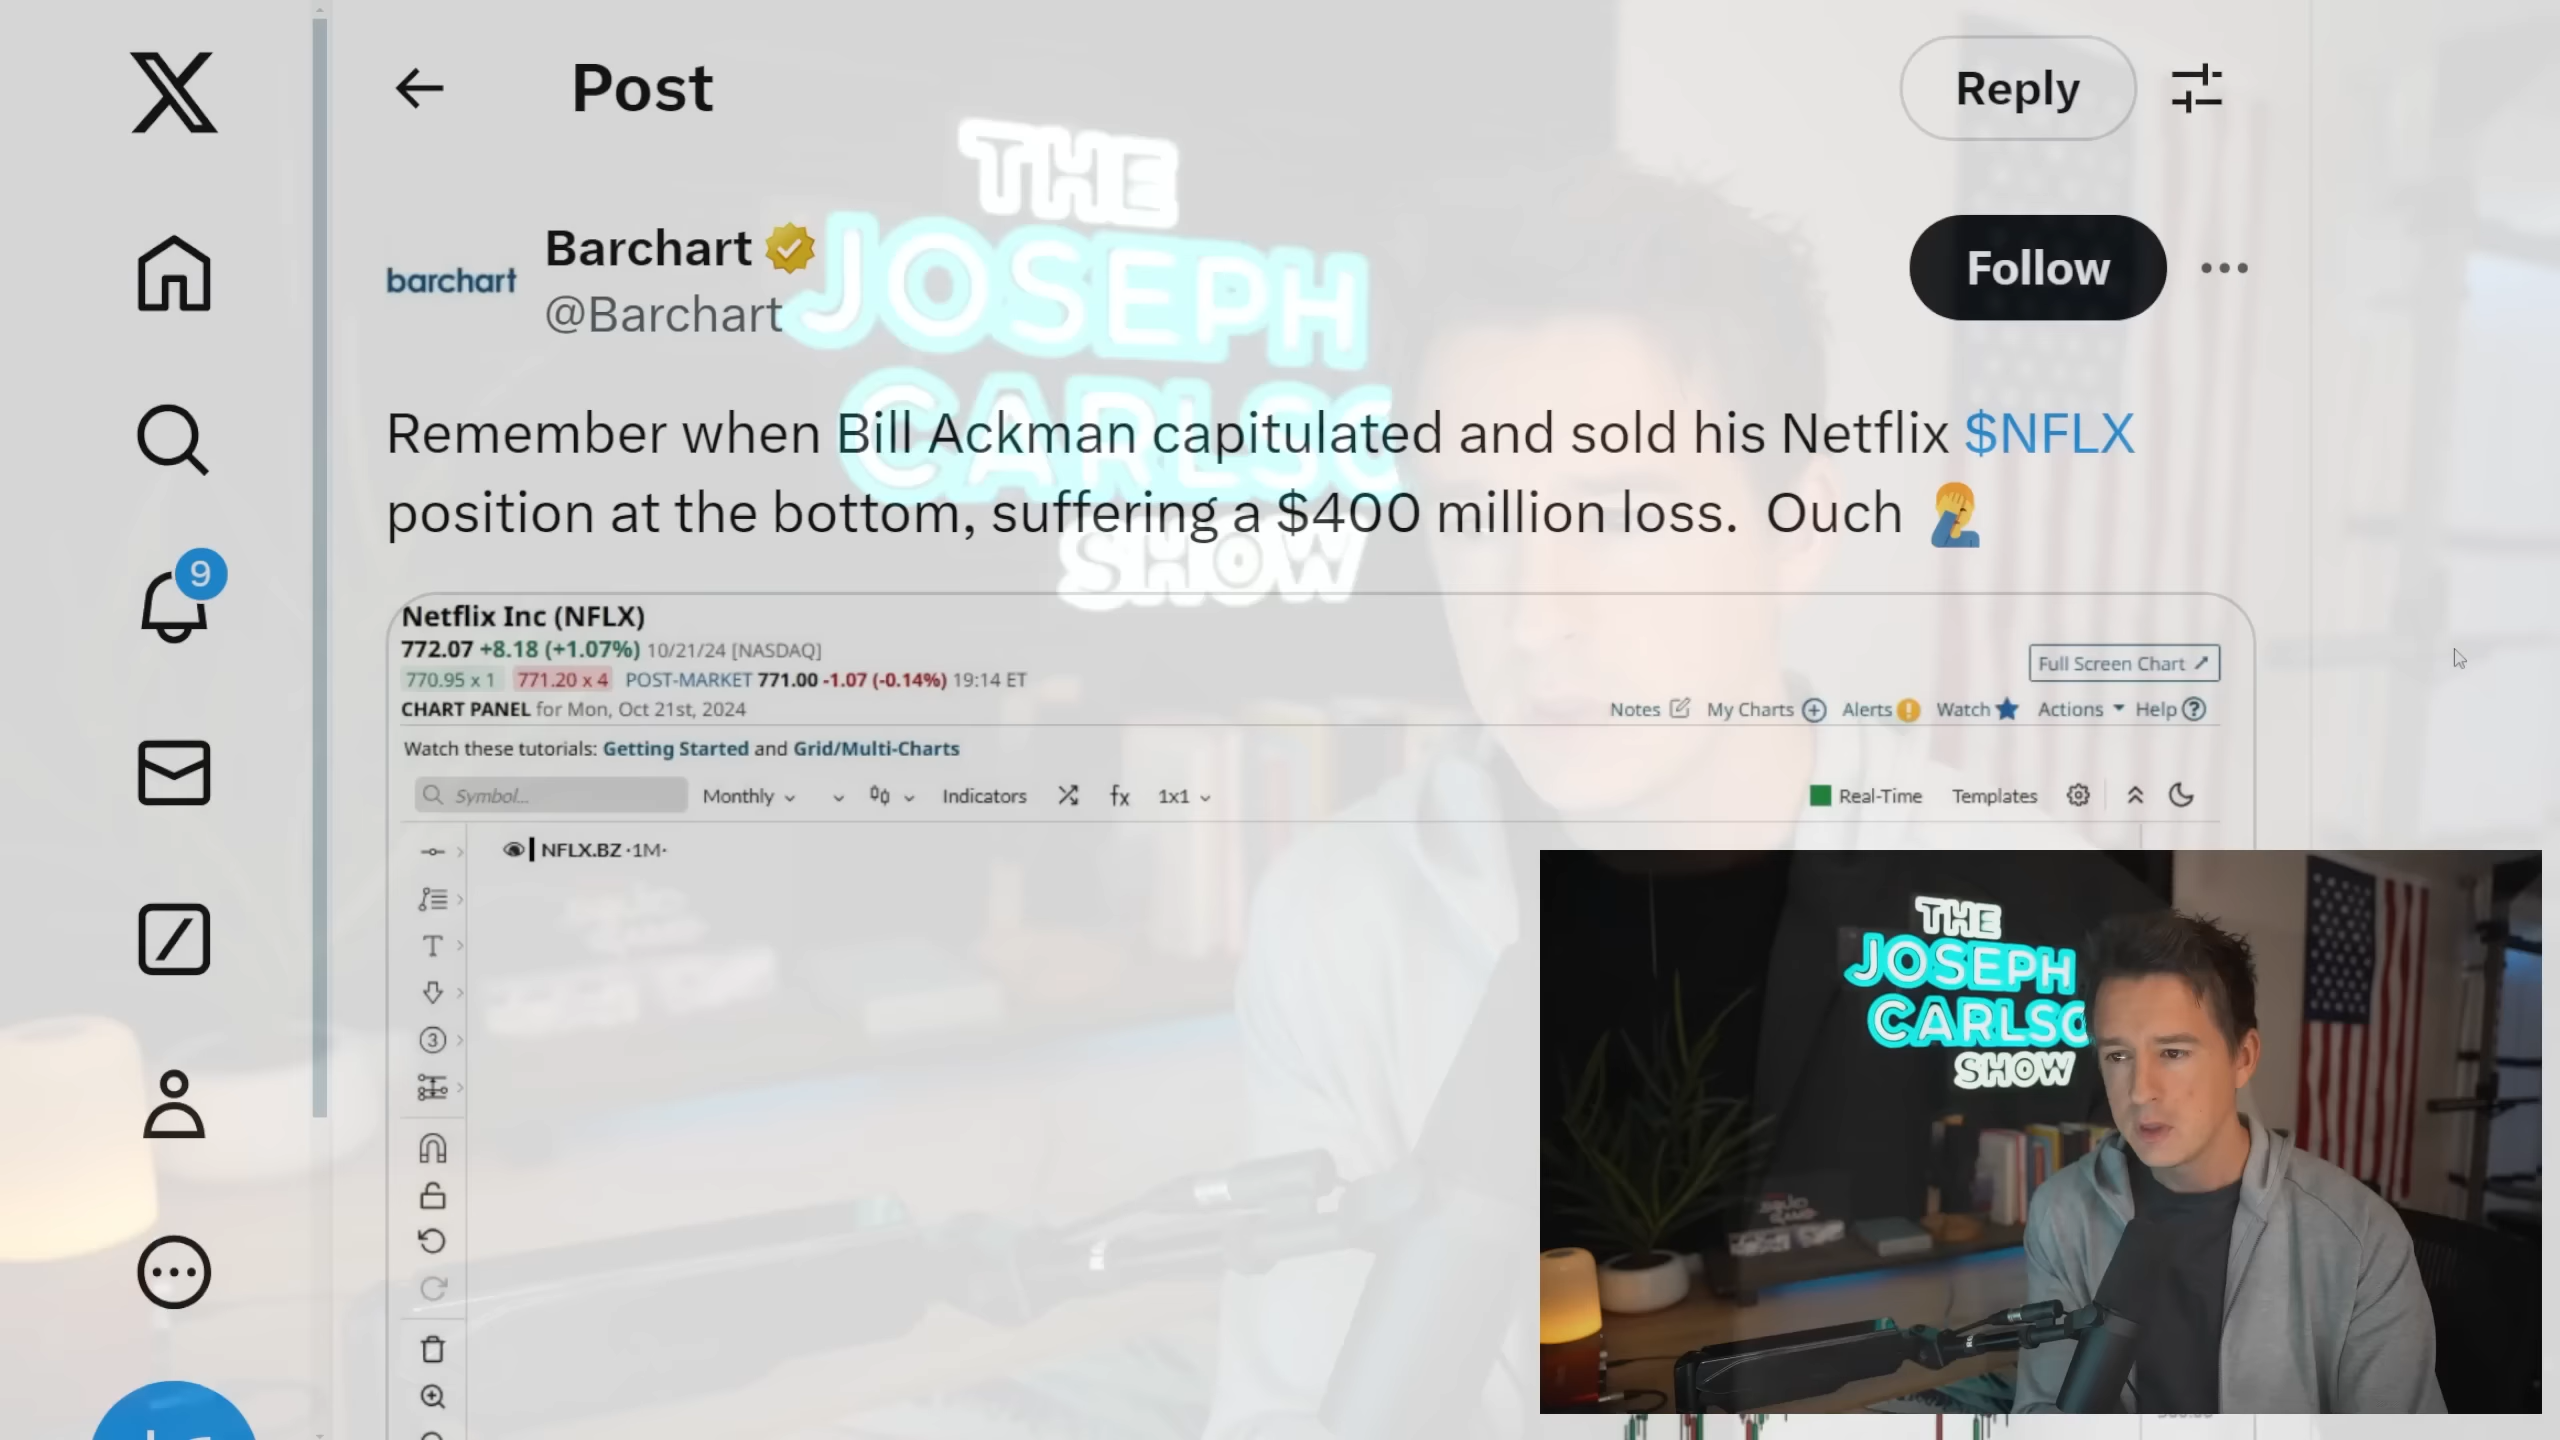 Post
Reply
barchart
Barchart
@Barchart
Follow
Remember when Bill Ackman capitulated and sold his Netflix $NFLX
position at the bottom, suffering a $400 million loss. Ouch
9
THE
JOSEPH
CARLSO
SHOW
Netflix Inc (NFLX)
772.07 +8.18 (+1.07%) 10/21/24 [NASDAQ]
770.95 x 1 771.20 x 4 POST-MARKET 771.00 -1.07 (-0.14%) 19:14 ET
Full Screen Chart
CHART PANEL for Mon, Oct 21st, 2024
Notes My Charts Alerts Watch Actions Help
Watch these tutorials: Getting Started and Grid/Multi-Charts
Symbol... Monthly Indicators fx 1x1 Real-Time Templates
NFLX.BZ ·1M·
T
3
THE
JOSEPH
CARLSO
SHOW